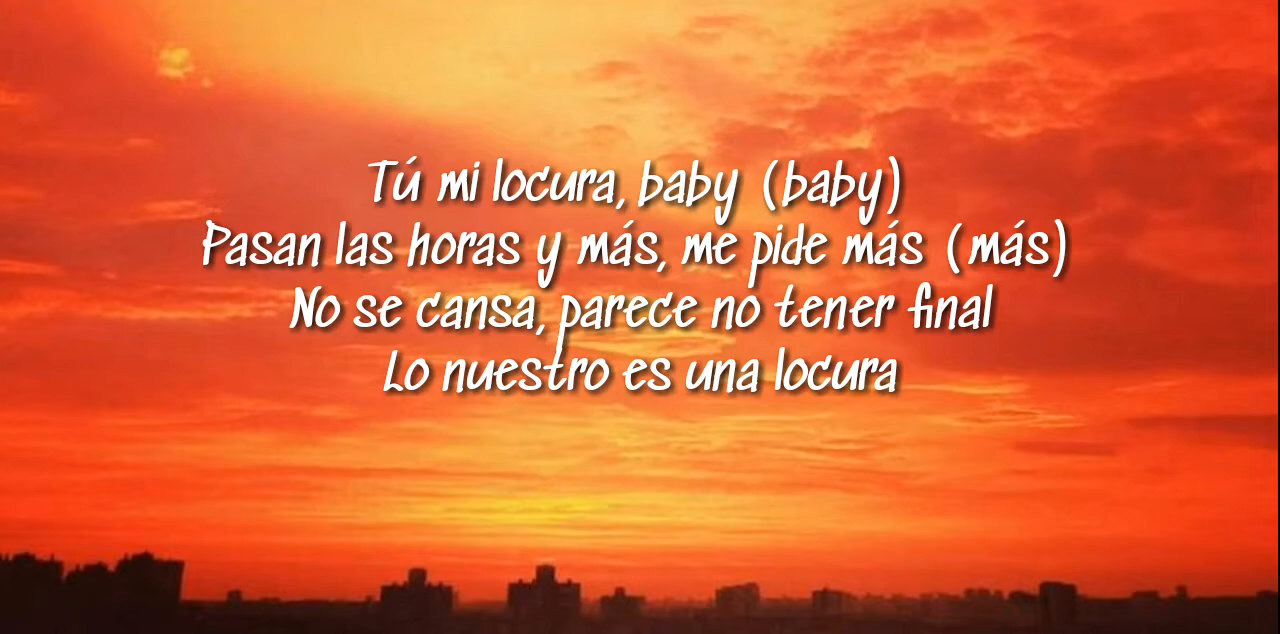 Tú mi locura, baby (baby)
Pasan las horas y más, me pide más (más)
No se cansa, parece no tener final
Lo nuestro es una locura